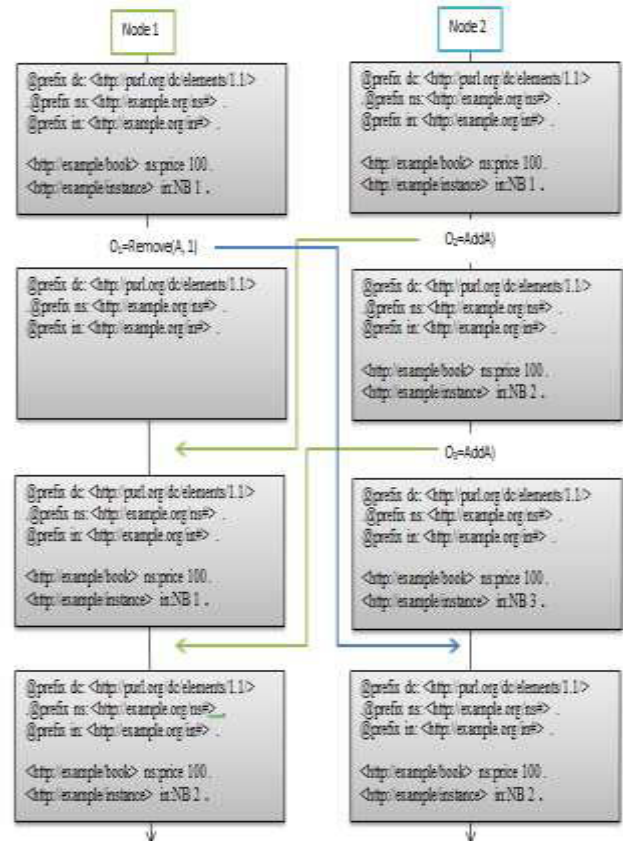 Node 1
@prefix dc: <http://purl.org/dc/elements/1.1>
.@prefix ns: <http://example.org/ns#> .
@prefix in: <http://example.org/in#> .
<http://example/book> ns:price 100 .
<http://example/instance> in:NB 1 .
O₁=Remove(A, 1)
@prefix dc: <http://purl.org/dc/elements/1.1>
.@prefix ns: <http://example.org/ns#> .
@prefix in: <http://example.org/in#> .
@prefix dc: <http://purl.org/dc/elements/1.1>
.@prefix ns: <http://example.org/ns#> .
@prefix in: <http://example.org/in#> .
<http://example/book> ns:price 100 .
<http://example/instance> in:NB 1 .
@prefix dc: <http://purl.org/dc/elements/1.1>
.@prefix ns: <http://example.org/ns#> .
@prefix in: <http://example.org/in#> .
<http://example/book> ns:price 100 .
<http://example/instance> in:NB 2 .
Node 2
@prefix dc: <http://purl.org/dc/elements/1.1>
.@prefix ns: <http://example.org/ns#> .
@prefix in: <http://example.org/in#> .
<http://example/book> ns:price 100 .
<http://example/instance> in:NB 1 .
O₂=AddA)
@prefix dc: <http://purl.org/dc/elements/1.1>
.@prefix ns: <http://example.org/ns#> .
@prefix in: <http://example.org/in#> .
<http://example/book> ns:price 100 .
<http://example/instance> in:NB 2 .
O₃=AddA)
@prefix dc: <http://purl.org/dc/elements/1.1>
.@prefix ns: <http://example.org/ns#> .
@prefix in: <http://example.org/in#> .
<http://example/book> ns:price 100 .
<http://example/instance> in:NB 3 .
@prefix dc: <http://purl.org/dc/elements/1.1>
.@prefix ns: <http://example.org/ns#> .
@prefix in: <http://example.org/in#> .
<http://example/book> ns:price 100 .
<http://example/instance> in:NB 2 .